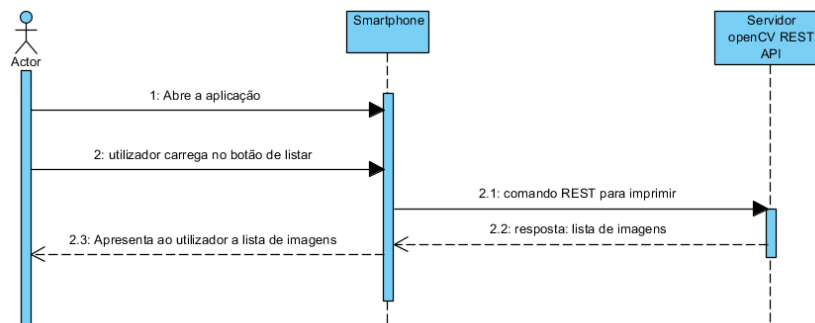 Smartphone
Servidor
openCV REST
API
Actor
1: Abre a aplicação
2: utilizador carrega no botão de listar
2.1: comando REST para imprimir
2.2: resposta: lista de imagens
2.3: Apresenta ao utilizador a lista de imagens